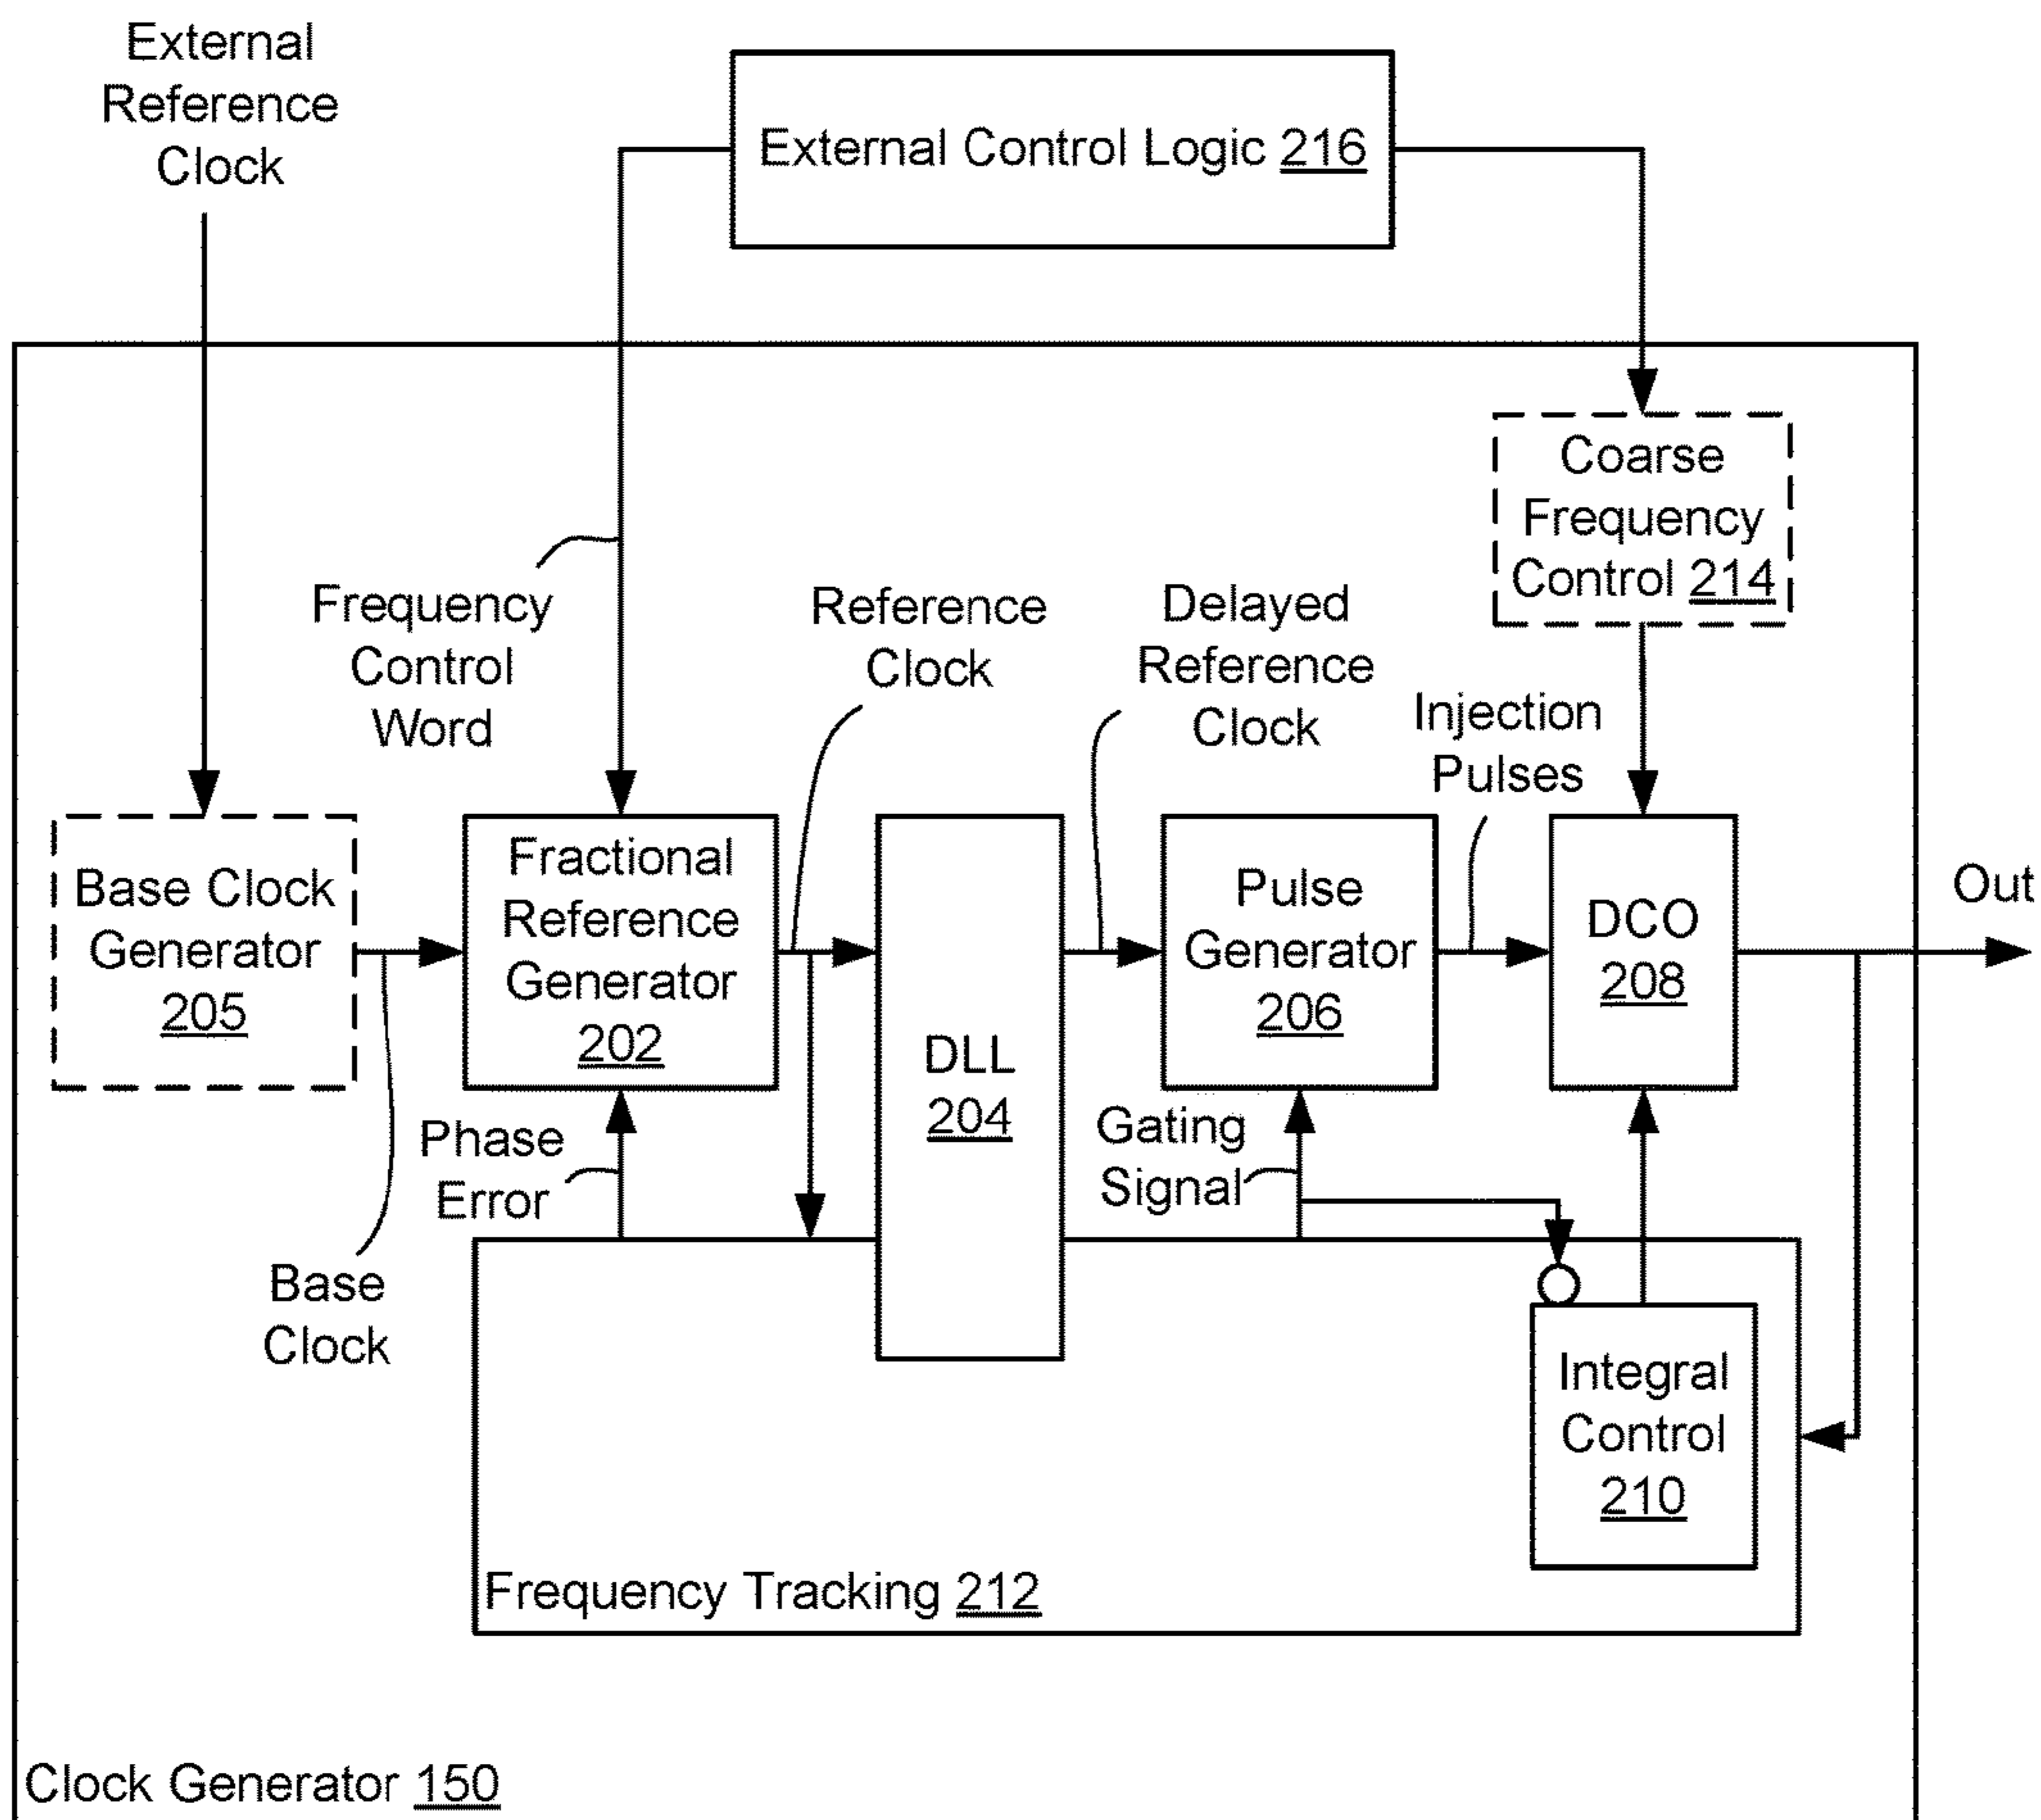 External
Reference
Clock
External Control Logic 216
Coarse
Frequency
Control 214
Frequency
Control
Word
Reference
Clock
Delayed
Reference
Clock
Injection
Pulses
Base Clock
Generator
205
Fractional
Reference
Generator
202
DLL
204
Pulse
Generator
206
DCO
208
Out
Phase
Error
Gating
Signal
Base
Clock
Integral
Control
210
Frequency Tracking 212
Clock Generator 150